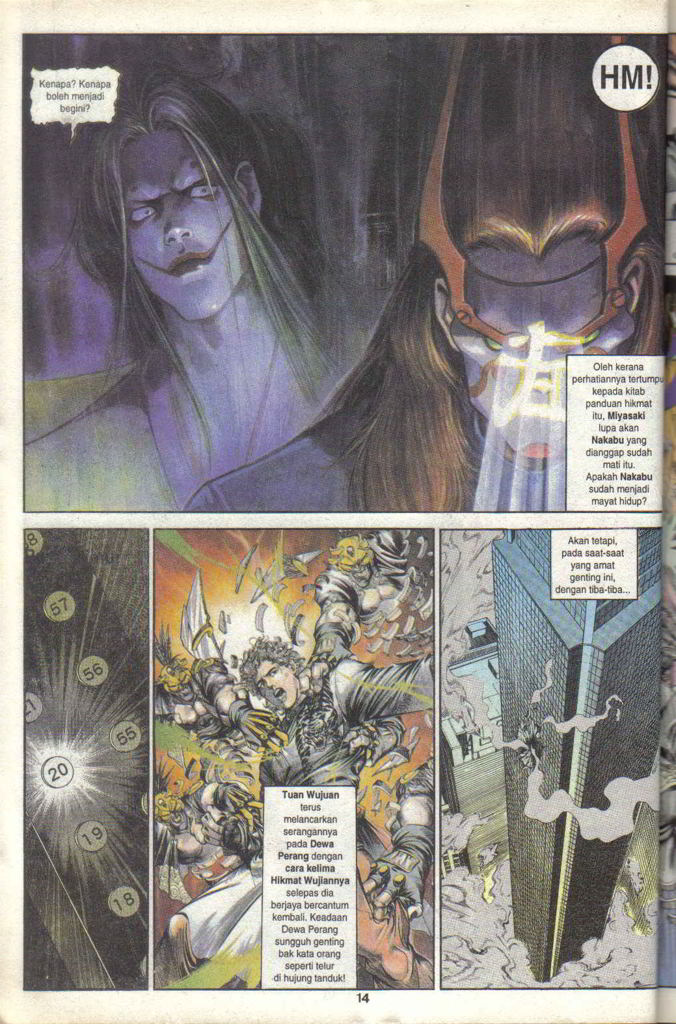 Kenapa? Kenapa
boleh menjadi
begini?
HM!
有
Oleh kerana
perhatiannya tertumpu
kepada kitab
panduan hikmat
itu, Miyasaki
lupa akan
Nakabu yang
dianggap sudah
mati itu.
Apakah Nakabu
sudah menjadi
mayat hidup?
57
56
55
20
19
18
Tuan Wujuan
terus
melancarkan
serangannya
pada Dewa
Perang dengan
cara kelima
Hikmat Wujiannya
selepas dia
berjaya bercantum
kembali. Keadaan
Dewa Perang
sungguh genting
bak kata orang
seperti telur
di hujung tanduk!
Akan tetapi,
pada saat-saat
yang amat
genting ini,
dengan tiba-tiba...
14